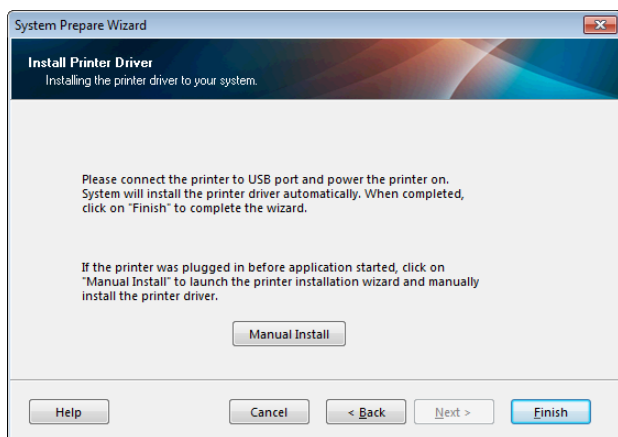 System Prepare Wizard
Install Printer Driver
Installing the printer driver to your system.
Please connect the printer to USB port and power the printer on.
System will install the printer driver automatically. When completed,
click on "Finish" to complete the wizard.
If the printer was plugged in before application started, click on
"Manual Install" to launch the printer installation wizard and manually
install the printer driver.
Manual Install
Help Cancel < Back Next > Finish